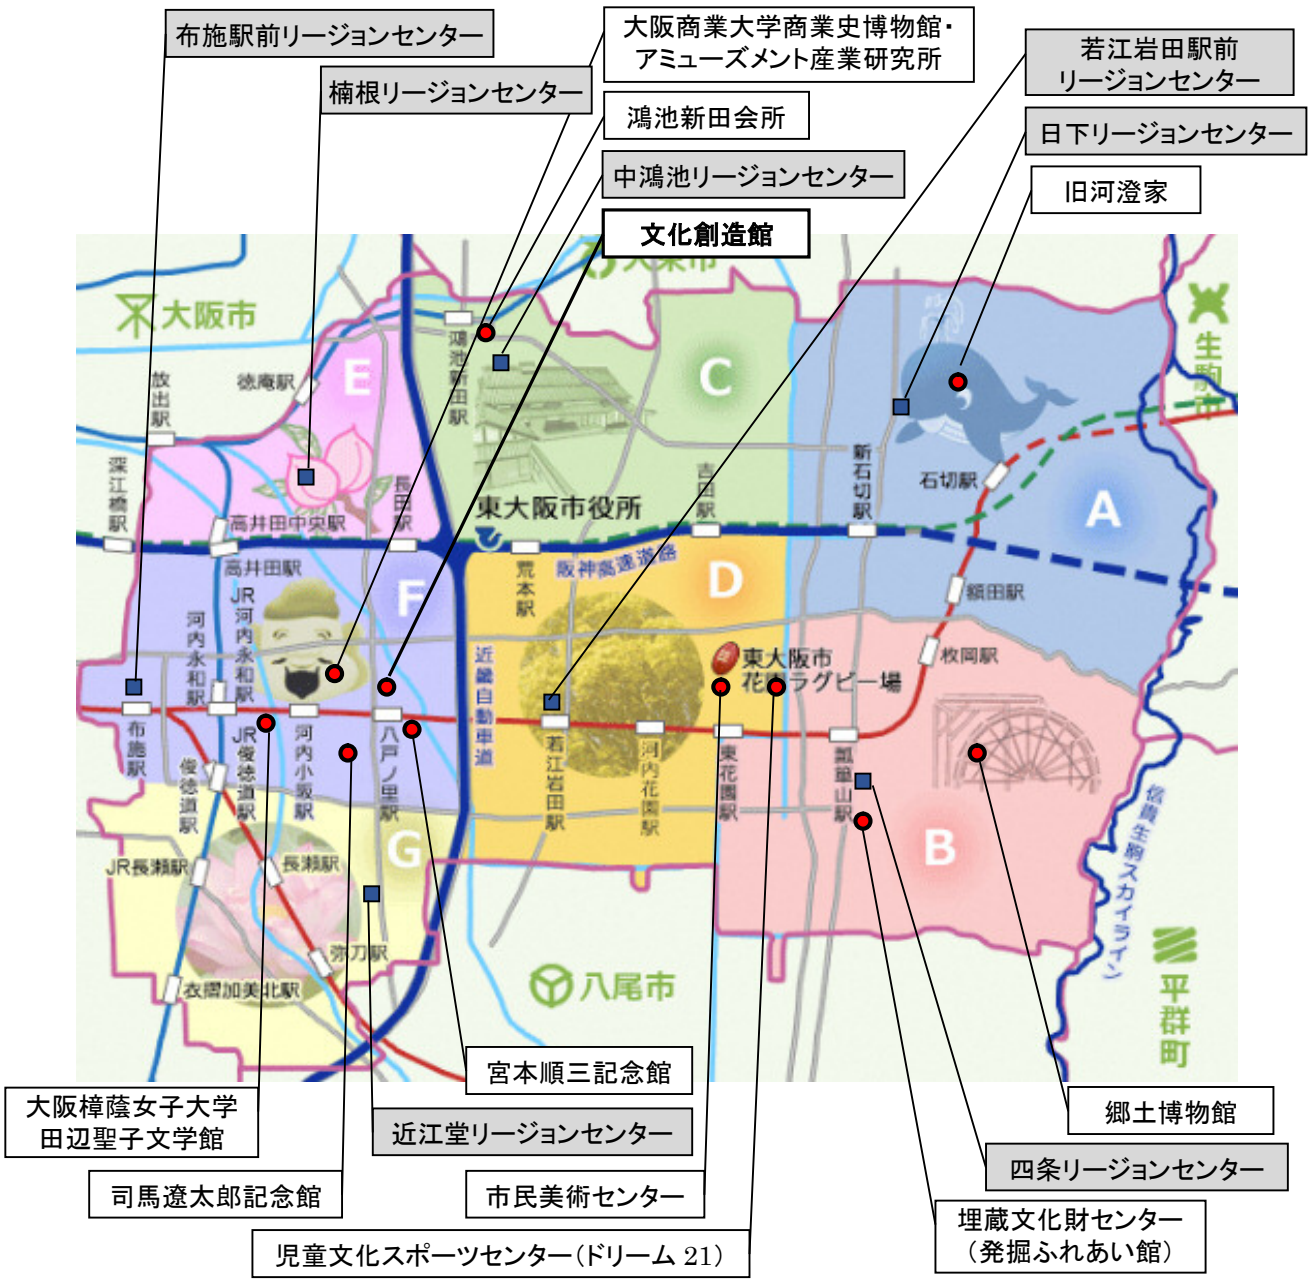 布施駅前リージョンセンター
大阪商業大学商業史博物館・
アミューズメント産業研究所
若江岩田駅前
リージョンセンター
楠根リージョンセンター
鴻池新田会所
日下リージョンセンター
中鴻池リージョンセンター
旧河澄家
文化創造館
大東市
大阪市
生駒市
鴻池新田駅
徳庵駅
放出駅
E
C
A
深江橋駅
長田駅
高井田中央駅
東大阪市役所
吉田駅
新石切駅
石切駅
高井田駅
荒本駅
阪神高速道路
額田駅
F
D
JR河内永和駅
河内永和駅
枚岡駅
東大阪市
花園ラグビー場
近畿自動車道
布施駅
俊徳道駅
JR俊徳道駅
河内小阪駅
八戸ノ里駅
若江岩田駅
河内花園駅
東花園駅
瓢箪山駅
G
B
JR長瀬駅
長瀬駅
弥刀駅
衣摺加美北駅
八尾市
信貴生駒スカイライン
平群町
宮本順三記念館
大阪樟蔭女子大学
田辺聖子文学館
近江堂リージョンセンター
郷土博物館
四条リージョンセンター
司馬遼太郎記念館
市民美術センター
埋蔵文化財センター
（発掘ふれあい館）
児童文化スポーツセンター（ドリーム 21）